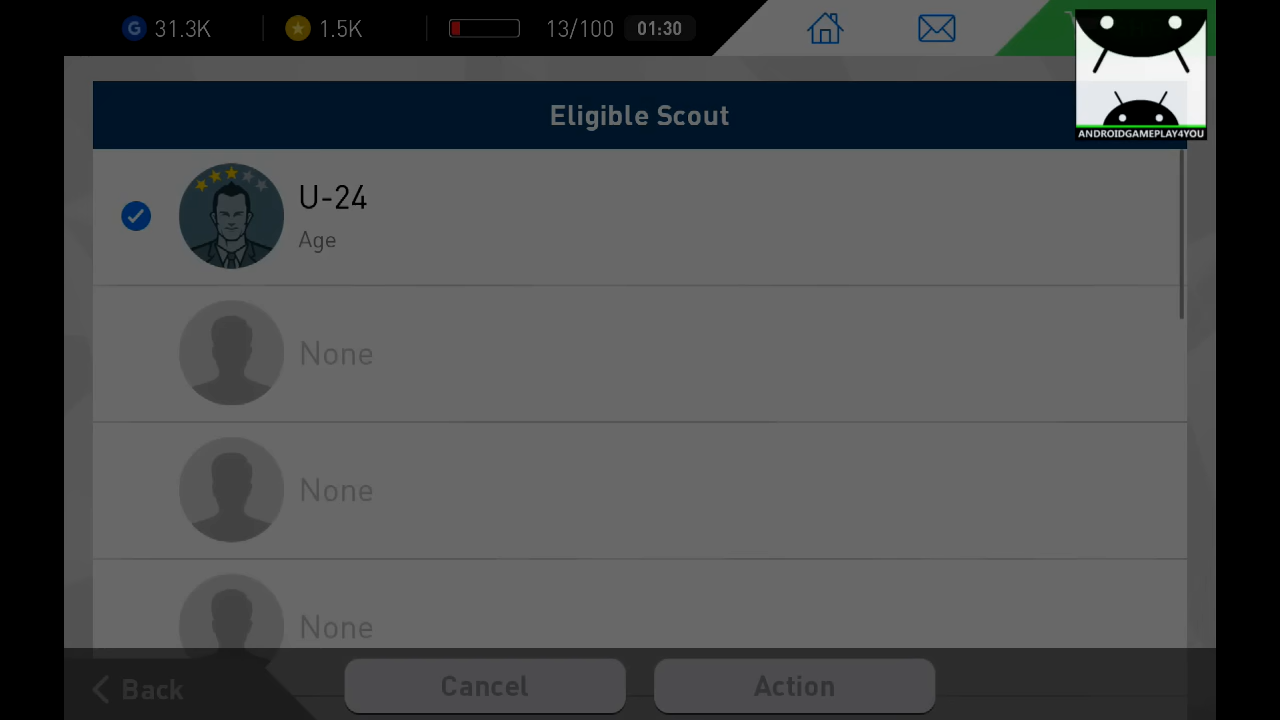 G 31.3K
1.5K
13/100
01:30
ANDROIDGAMEPLAY4YOU
Eligible Scout
U-24
Age
None
None
None
Back
Cancel
Action